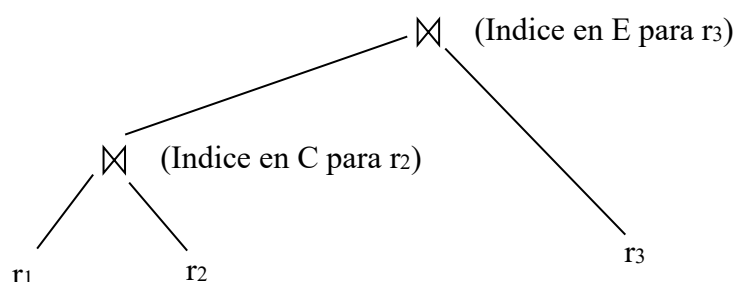 ⋈ (Indice en E para r₃)
⋈ (Indice en C para r₂)
r₃
r₁ r₂